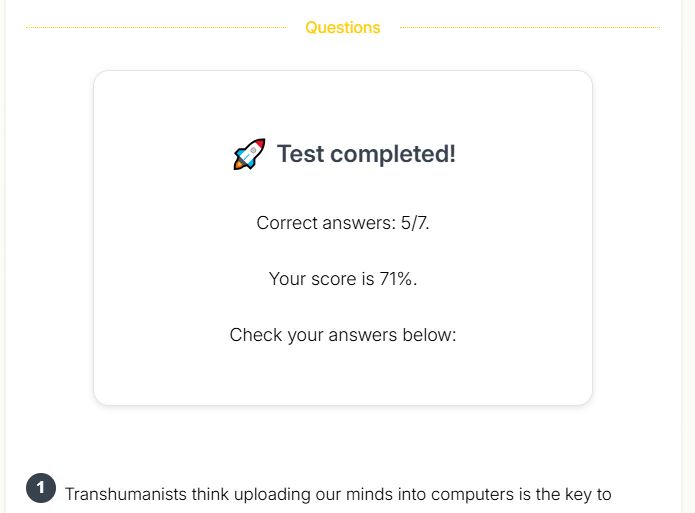 Questions
Test completed!
Correct answers: 5/7.
Your score is 71%.
Check your answers below:
1 Transhumanists think uploading our minds into computers is the key to